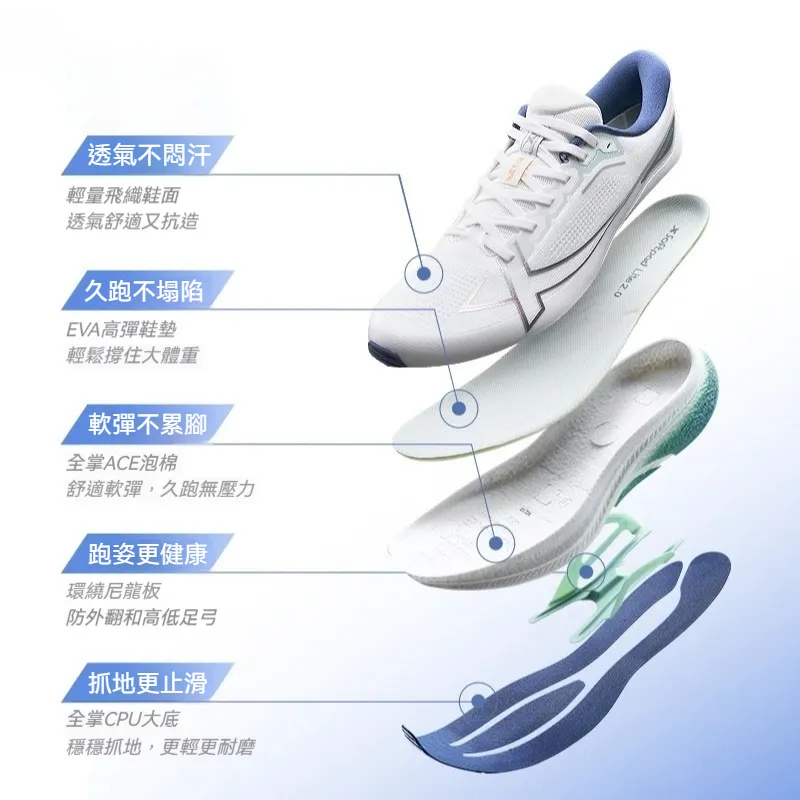 透氣不悶汗
輕量飛織鞋面
透氣舒適又抗造
久跑不塌陷
EVA高彈鞋墊
輕鬆撐住大體重
X Softpad Lite 2.0
軟彈不累腳
全掌ACE泡棉
舒適軟彈，久跑無壓力
跑姿更健康
環繞尼龍板
防外翻和高低足弓
抓地更止滑
全掌CPU大底
穩穩抓地，更輕更耐磨